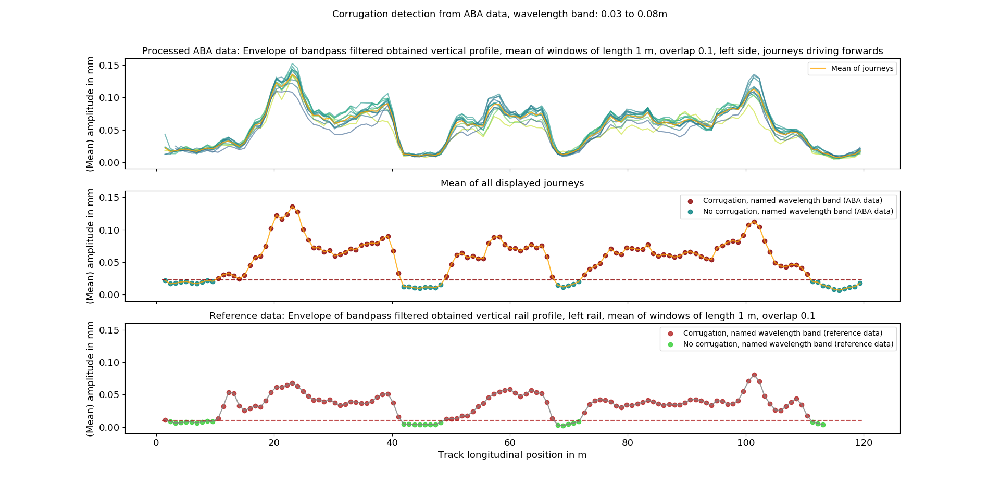 Corrugation detection from ABA data, wavelength band: 0.03 to 0.08m
Processed ABA data: Envelope of bandpass filtered obtained vertical profile, mean of windows of length 1 m, overlap 0.1, left side, journeys driving forwards
(Mean) amplitude in mm
0.15
0.10
0.05
0.00
Mean of journeys
Mean of all displayed journeys
(Mean) amplitude in mm
0.15
0.10
0.05
0.00
Corrugation, named wavelength band (ABA data)
No corrugation, named wavelength band (ABA data)
Reference data: Envelope of bandpass filtered obtained vertical rail profile, left rail, mean of windows of length 1 m, overlap 0.1
(Mean) amplitude in mm
0.15
0.10
0.05
0.00
Corrugation, named wavelength band (reference data)
No corrugation, named wavelength band (reference data)
0 20 40 60 80 100 120
Track longitudinal position in m